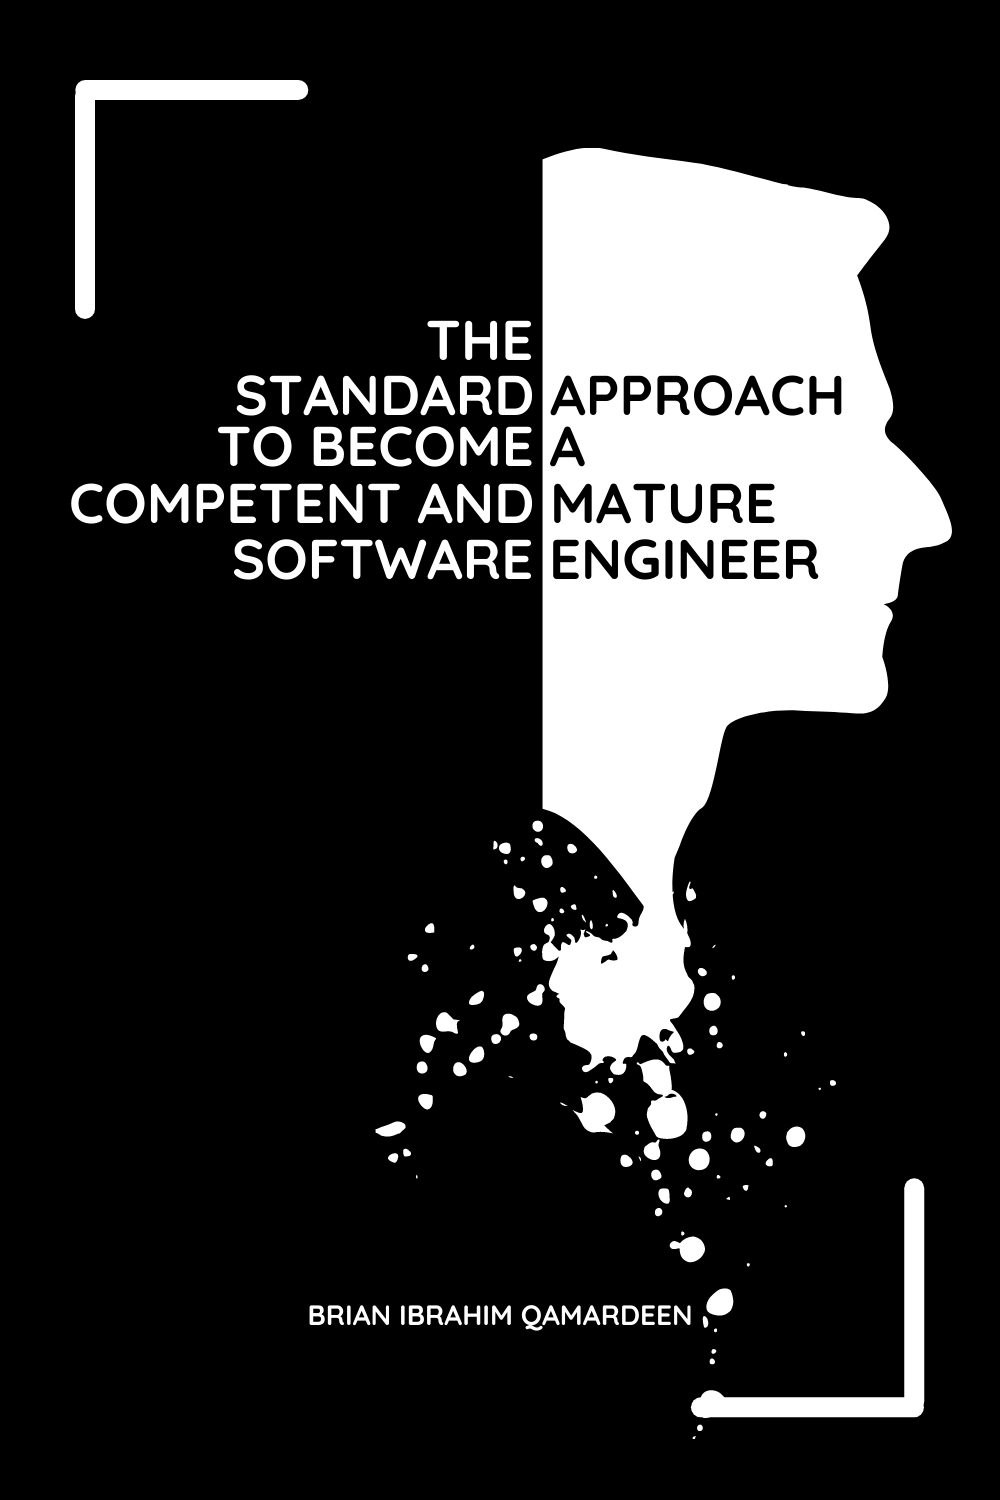 THE
STANDARD APPROACH
TO BECOME A
COMPETENT AND MATURE
SOFTWARE ENGINEER
BRIAN IBRAHIM QAMARDEEN